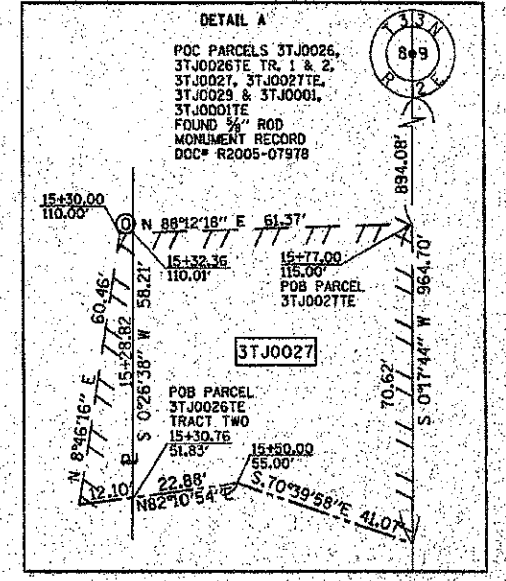 DETAIL A
T 33 N
8 9
R 2 E
POC PARCELS 3TJ0026,
3TJ0026TE TR. 1 & 2,
3TJ0027, 3TJ0027TE,
3TJ0029 & 3TJ0001,
3TJ0001TE
FOUND 5/8" ROD
MONUMENT RECORD
DOC# R2005-07978
894.08'
15+30.00
110.00'
N 88°12'18" E 61.37'
15+32.36
110.01'
15+77.00
115.00'
POB PARCEL
3TJ0027TE
60.46'
N 8°46'16" E
15+28.82
58.21'
S 0°26'38" W
3TJ0027
70.62'
S 0°17'44" W 964.70'
POB PARCEL
3TJ0026TE
TRACT TWO
15+30.76
51.83'
15+50.00
55.00'
12.10'
22.88'
N82°10'54"E
S 70°39'58"E 41.07'